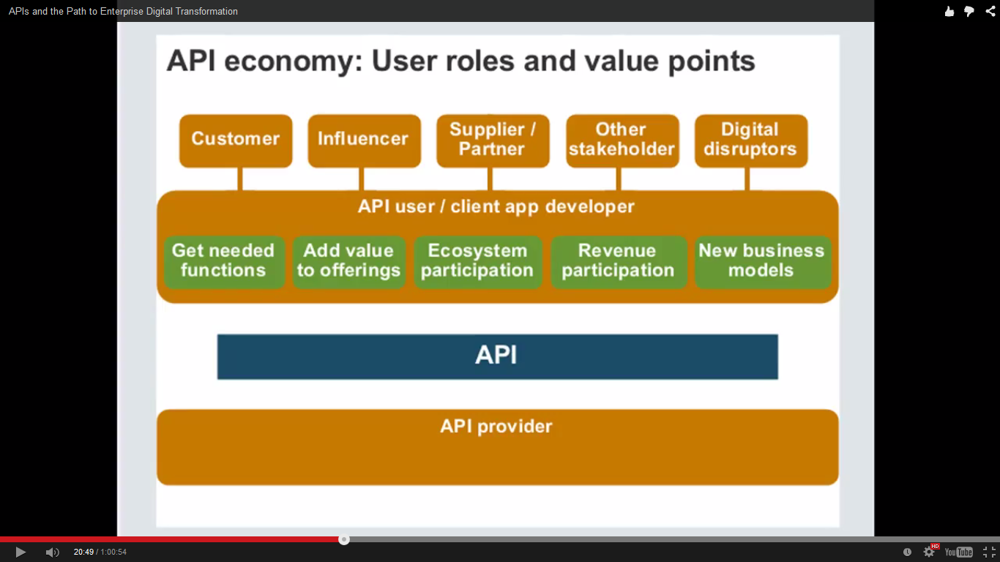 APIs and the Path to Enterprise Digital Transformation
API economy: User roles and value points
Customer
Influencer
Supplier /
Partner
Other
stakeholder
Digital
disruptors
API user / client app developer
Get needed
functions
Add value
to offerings
Ecosystem
participation
Revenue
participation
New business
models
API
API provider
20:49 / 1:00:54
HD
YouTube